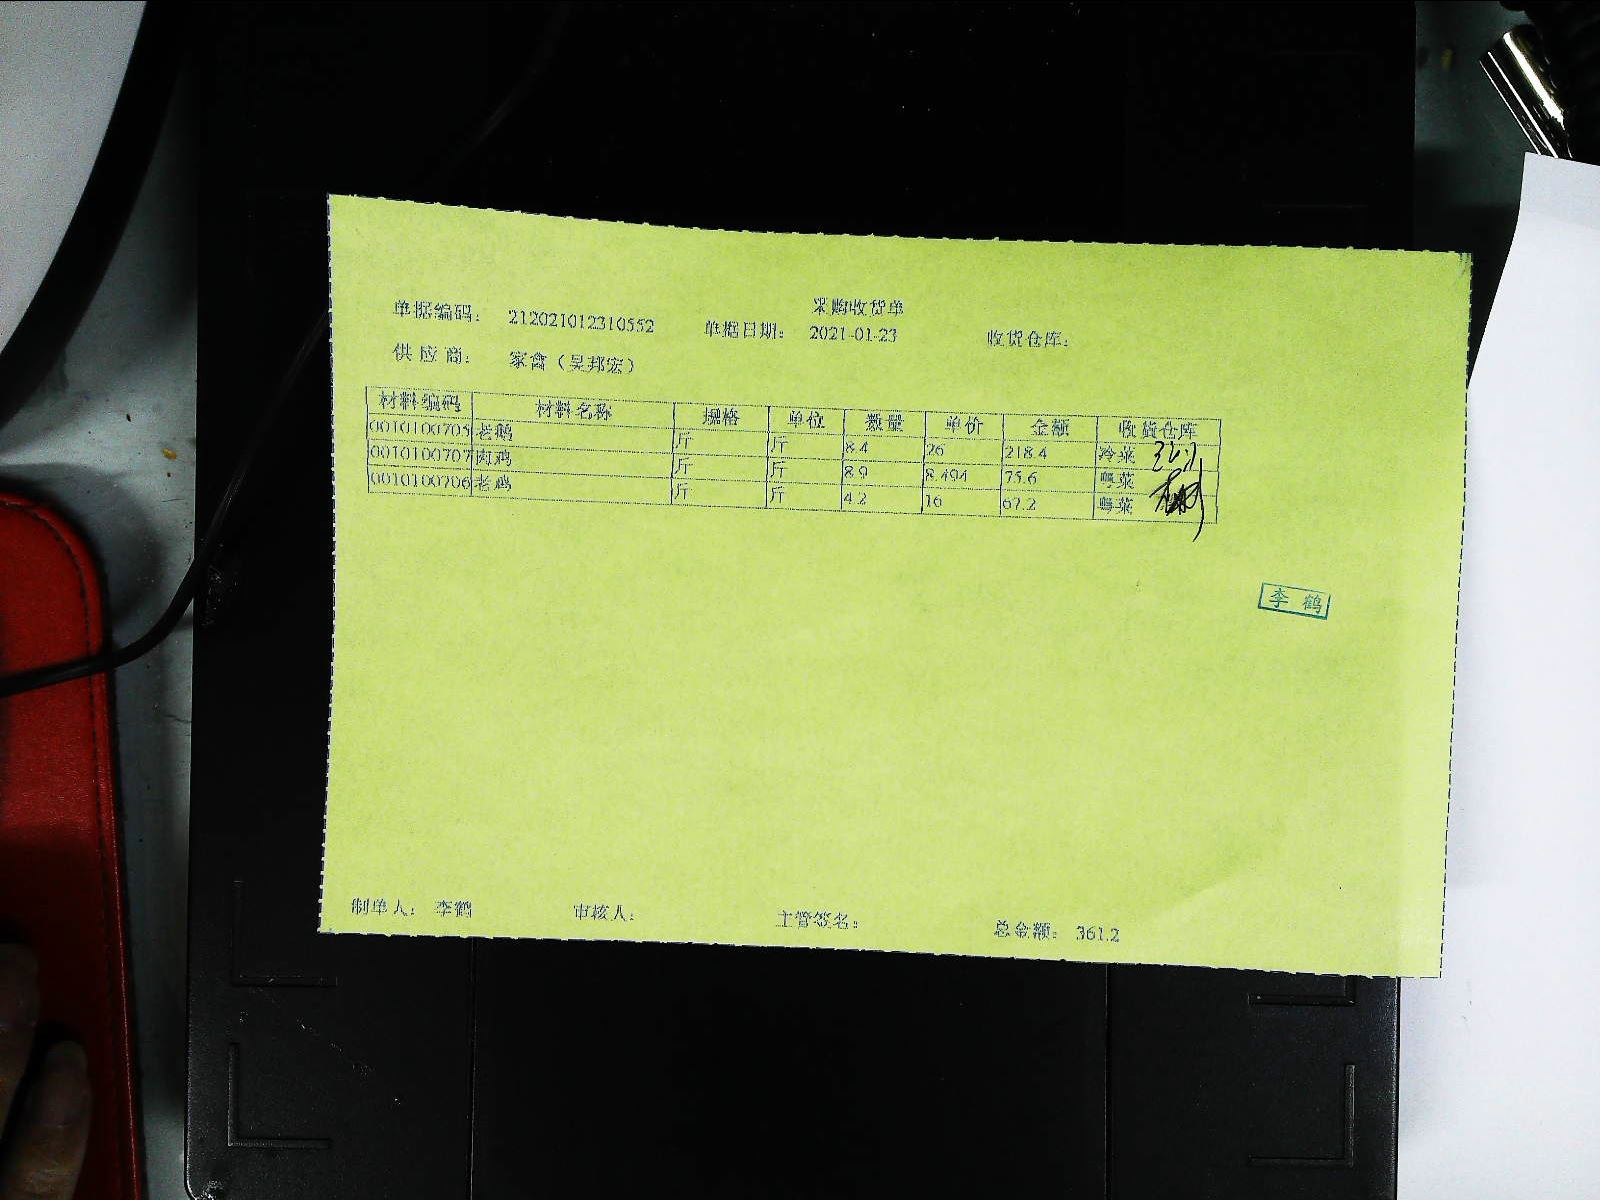 采购收货单
单据编码： 212021012310552 单据日期： 2021-01-23 收货仓库：
供应商： 家禽（吴邦宏）
材料编码 材料名称 规格 单位 数量 单价 金额 收货仓库
0010100705 老鹅 斤 斤 8.4 26 218.4 冷菜
0010100707 肉鸡 斤 斤 8.9 8.494 75.6 粤菜
0010100706 老鸡 斤 斤 4.2 16 67.2 粤菜
李鹤
制单人： 李鹤 审核人： 主管签名： 总金额： 361.2